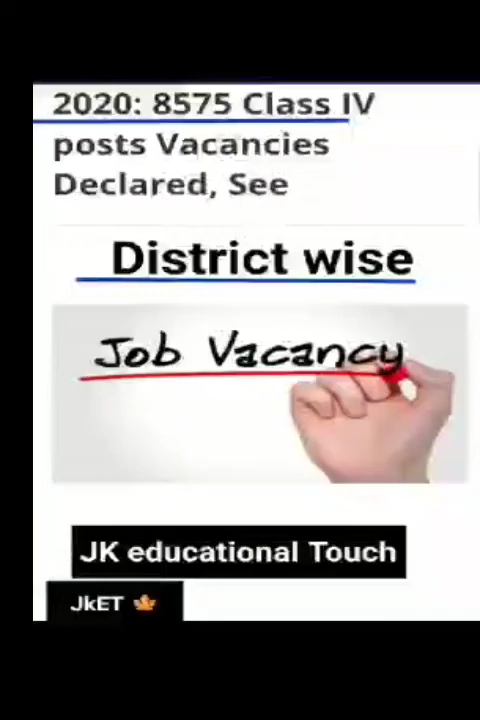 2020: 8575 Class IV
posts Vacancies
Declared, See
District wise
Job Vacancy
JK educational Touch
JkET 🍁